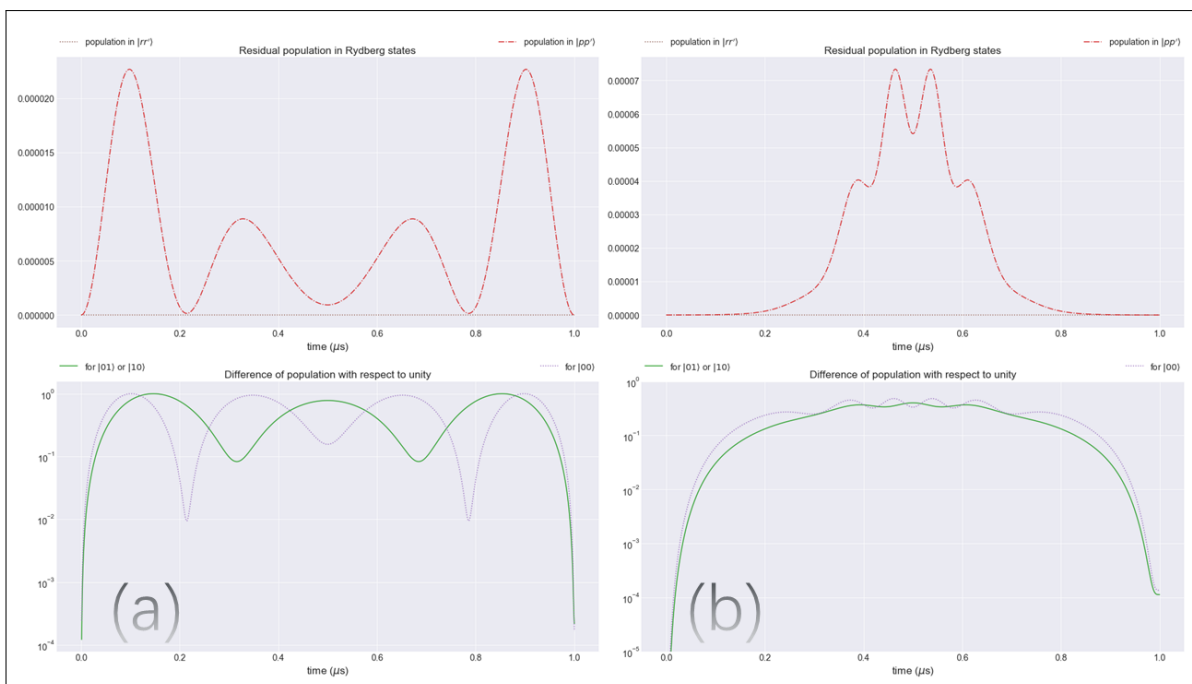 population in |rr'⟩ population in |pp'⟩
Residual population in Rydberg states
0.000020
0.000015
0.000010
0.000005
0.000000
0.0 0.2 0.4 0.6 0.8 1.0
time (μs)
for |01⟩ or |10⟩ for |00⟩
Difference of population with respect to unity
10⁰
10⁻¹
10⁻²
10⁻³
10⁻⁴
(a)
0.0 0.2 0.4 0.6 0.8 1.0
time (μs)
population in |rr'⟩ population in |pp'⟩
Residual population in Rydberg states
0.00007
0.00006
0.00005
0.00004
0.00003
0.00002
0.00001
0.00000
0.0 0.2 0.4 0.6 0.8 1.0
time (μs)
for |01⟩ or |10⟩ for |00⟩
Difference of population with respect to unity
10⁰
10⁻¹
10⁻²
10⁻³
10⁻⁴
10⁻⁵
(b)
0.0 0.2 0.4 0.6 0.8 1.0
time (μs)